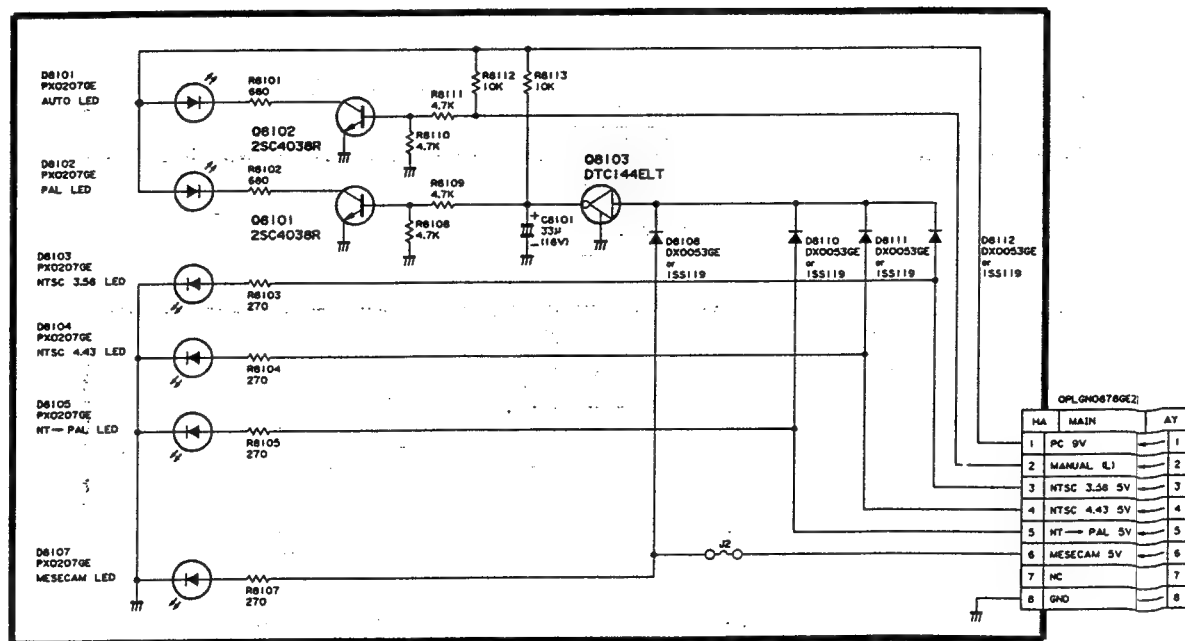 D8101
PX0207GE
AUTO LED
R8101
680
Q8102
2SC4038R
R8111
4.7K
R8110
4.7K
R8112
10K
R8113
10K
D8102
PX0207GE
PAL LED
R8102
680
Q8101
2SC4038R
R8109
4.7K
R8108
4.7K
C8101
33µ
(16V)
Q8103
DTC144ELT
D8108
DX0053GE
or
1SS119
D8110
DX0053GE
or
1SS119
D8111
DX0053GE
or
1SS119
D8112
DX0053GE
or
1SS119
D8103
PX0207GE
NTSC 3.58 LED
R8103
270
D8104
PX0207GE
NTSC 4.43 LED
R8104
270
D8105
PX0207GE
NT→PAL LED
R8105
270
D8107
PX0207GE
MESECAM LED
R8107
270
J2
QPLGN0878GEZ
HA MAIN AT
1 PC 9V 1
2 MANUAL (L) 2
3 NTSC 3.58 5V 3
4 NTSC 4.43 5V 4
5 NT→PAL 5V 5
6 MESECAM 5V 6
7 NC 7
8 GND 8